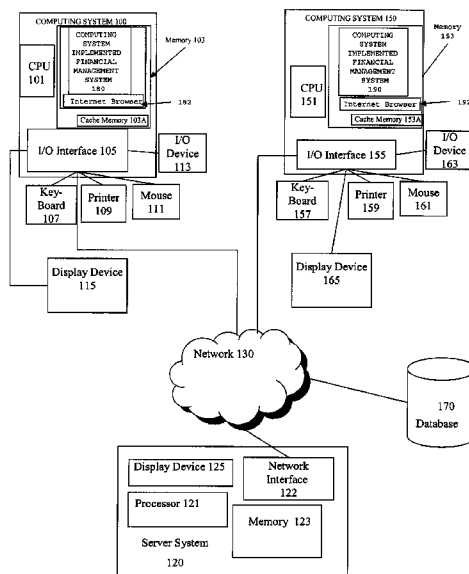 COMPUTING SYSTEM 100
COMPUTING
SYSTEM
IMPLEMENTED
FINANCIAL
MANAGEMENT
SYSTEM
180
Internet Browser
182
Cache Memory 103A
Memory 103
CPU
101
I/O Interface 105
I/O
Device
113
Key-
Board
107
Printer
109
Mouse
111
Display Device
115
COMPUTING SYSTEM 150
COMPUTING
SYSTEM
IMPLEMENTED
FINANCIAL
MANAGEMENT
SYSTEM
190
Internet Browser
Cache Memory 153A
Memory
153
CPU
151
I/O Interface 155
I/O
Device
163
Key-
Board
157
Printer
159
Mouse
161
Display Device
165
Network 130
170
Database
Display Device 125
Network
Interface
122
Processor 121
Memory 123
Server System
120